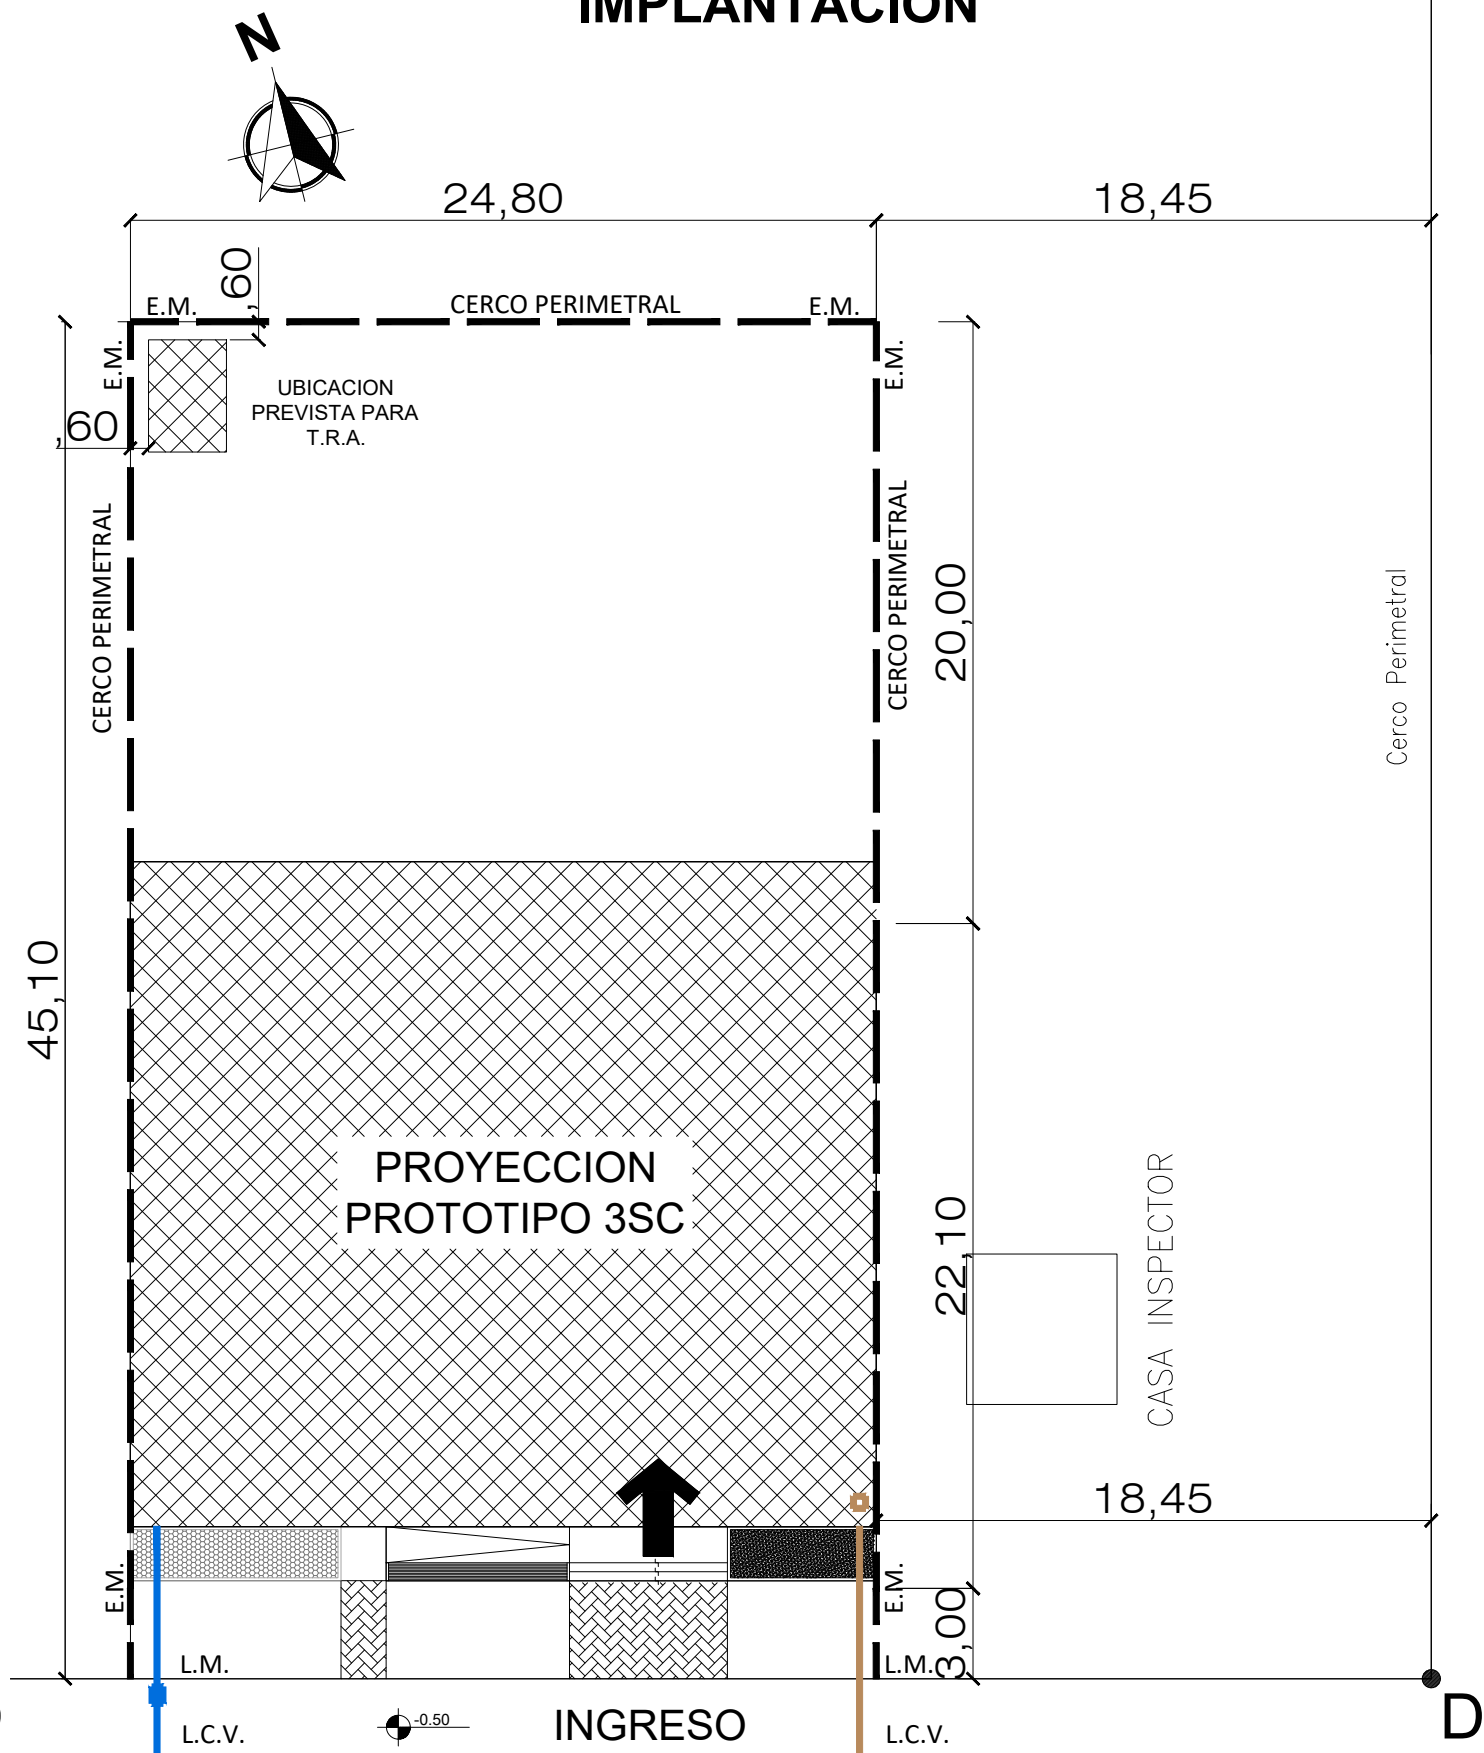 IMPLANTACION
N
24,80
18,45
,60
E.M.
CERCO PERIMETRAL
E.M.
E.M.
E.M.
UBICACION
PREVISTA PARA
T.R.A.
,60
CERCO PERIMETRAL
CERCO PERIMETRAL
20,00
Cerco Perimetral
45,10
PROYECCION
PROTOTIPO 3SC
22,10
CASA INSPECTOR
18,45
E.M.
E.M.
3,00
L.M.
L.M.
-0.50
INGRESO
L.C.V.
L.C.V.
D